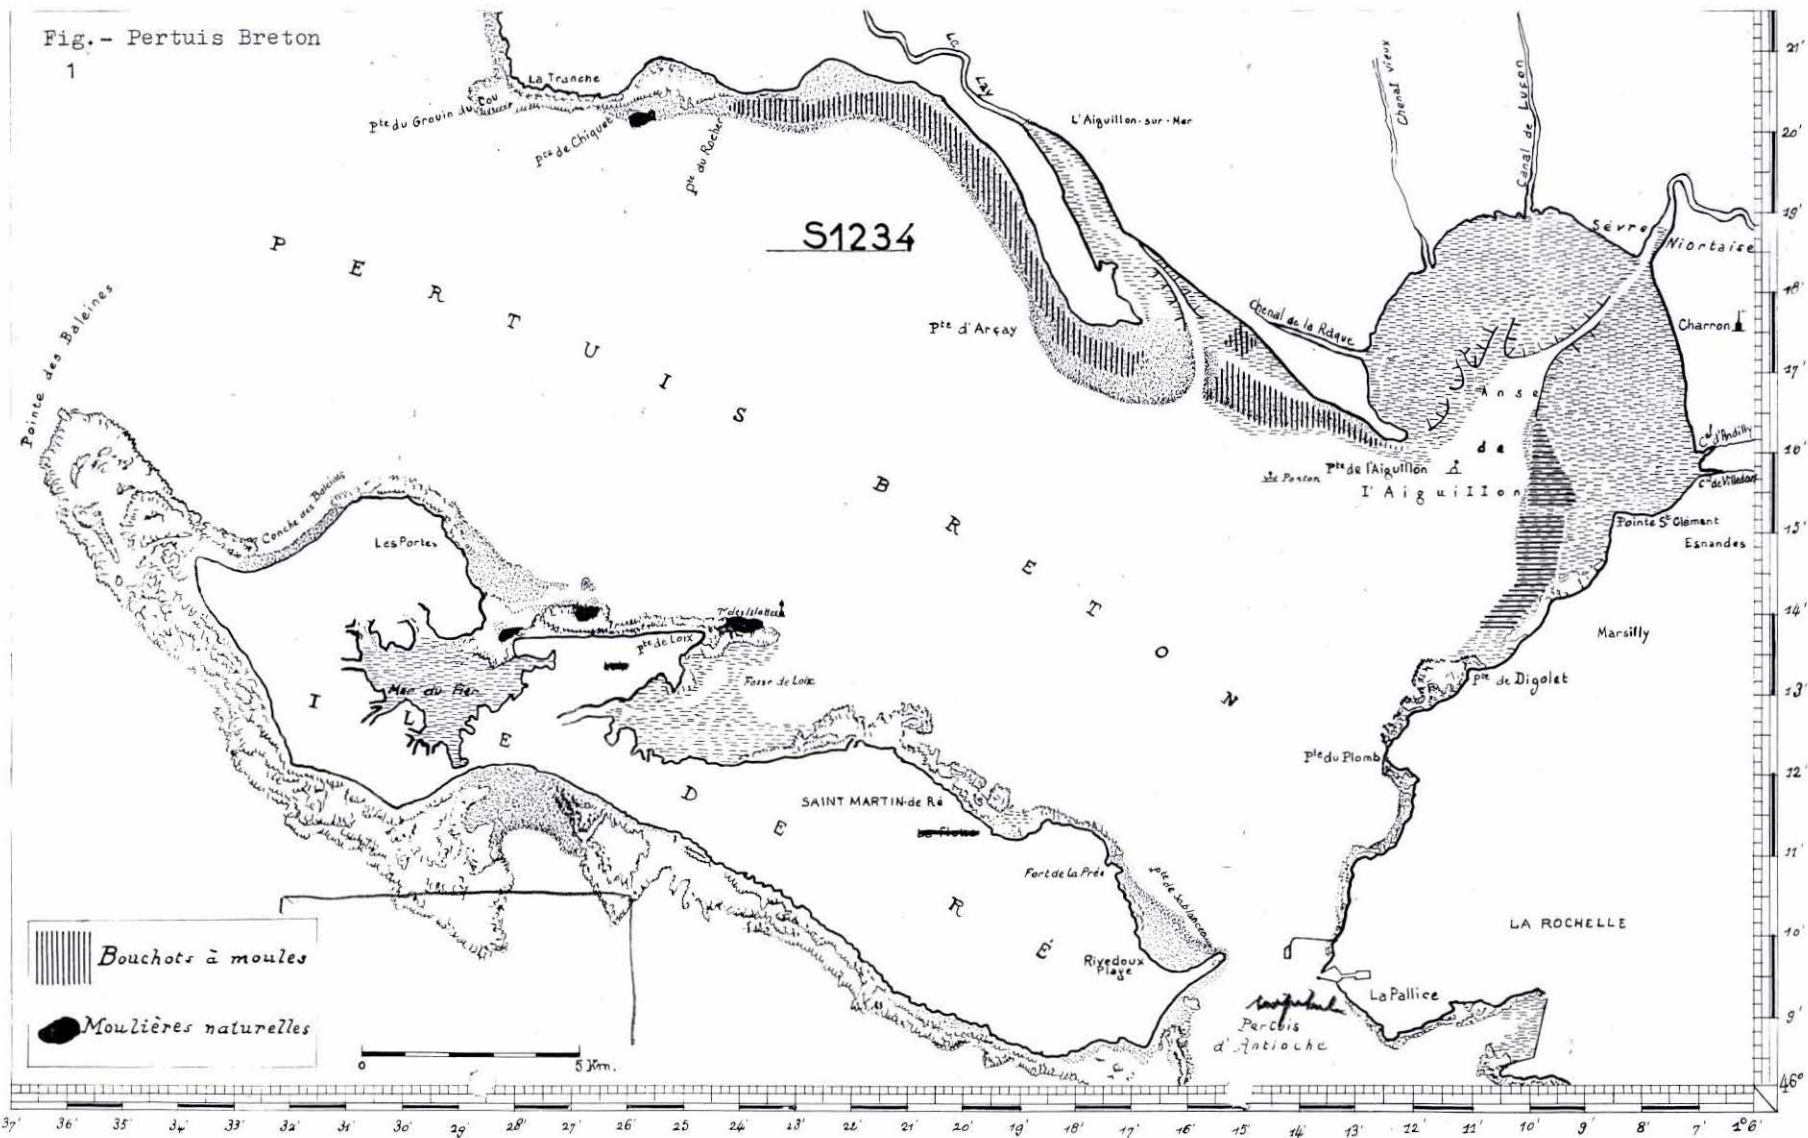 Fig.- Pertuis Breton
1
La Tranche
Pte du Grouin du Cou
Pte de Chiquet
Pte du Rocher
Le Lay
L'Aiguillon-sur-Mer
Chenal vieux
Canal de Luçon
S1234
Sèvre
Niortaise
PERTUIS
BRETON
Pointe des Baleines
Pte d'Arçay
Chenal de la Raque
Charron
Anse
de
l'Aiguillon
Pte de l'Aiguillon
Ponton
Cal d'Andilly
Cal de Villedoux
Pointe St Clément
Esnandes
Conche des Baleines
Les Portes
Pte de Loix
Fosse de Loix
Mer du Fier
Marsilly
Pte de Digolet
Pte du Plomb
ILE
DE
RÉ
SAINT MARTIN-de Ré
Fort de La Prée
Pte de Sablanceaux
Rivedoux
Plage
LA ROCHELLE
La Pallice
Pertuis
d'Antioche
Bouchots à moules
Moulières naturelles
0 5 Km.
21'
20'
19'
18'
17'
16'
15'
14'
13'
12'
11'
10'
9'
46°
37' 36' 35' 34' 33' 32' 31' 30' 29' 28' 27' 26' 25' 24' 23' 22' 21' 20' 19' 18' 17' 16' 15' 14' 13' 12' 11' 10' 9' 8' 7' 1°6'